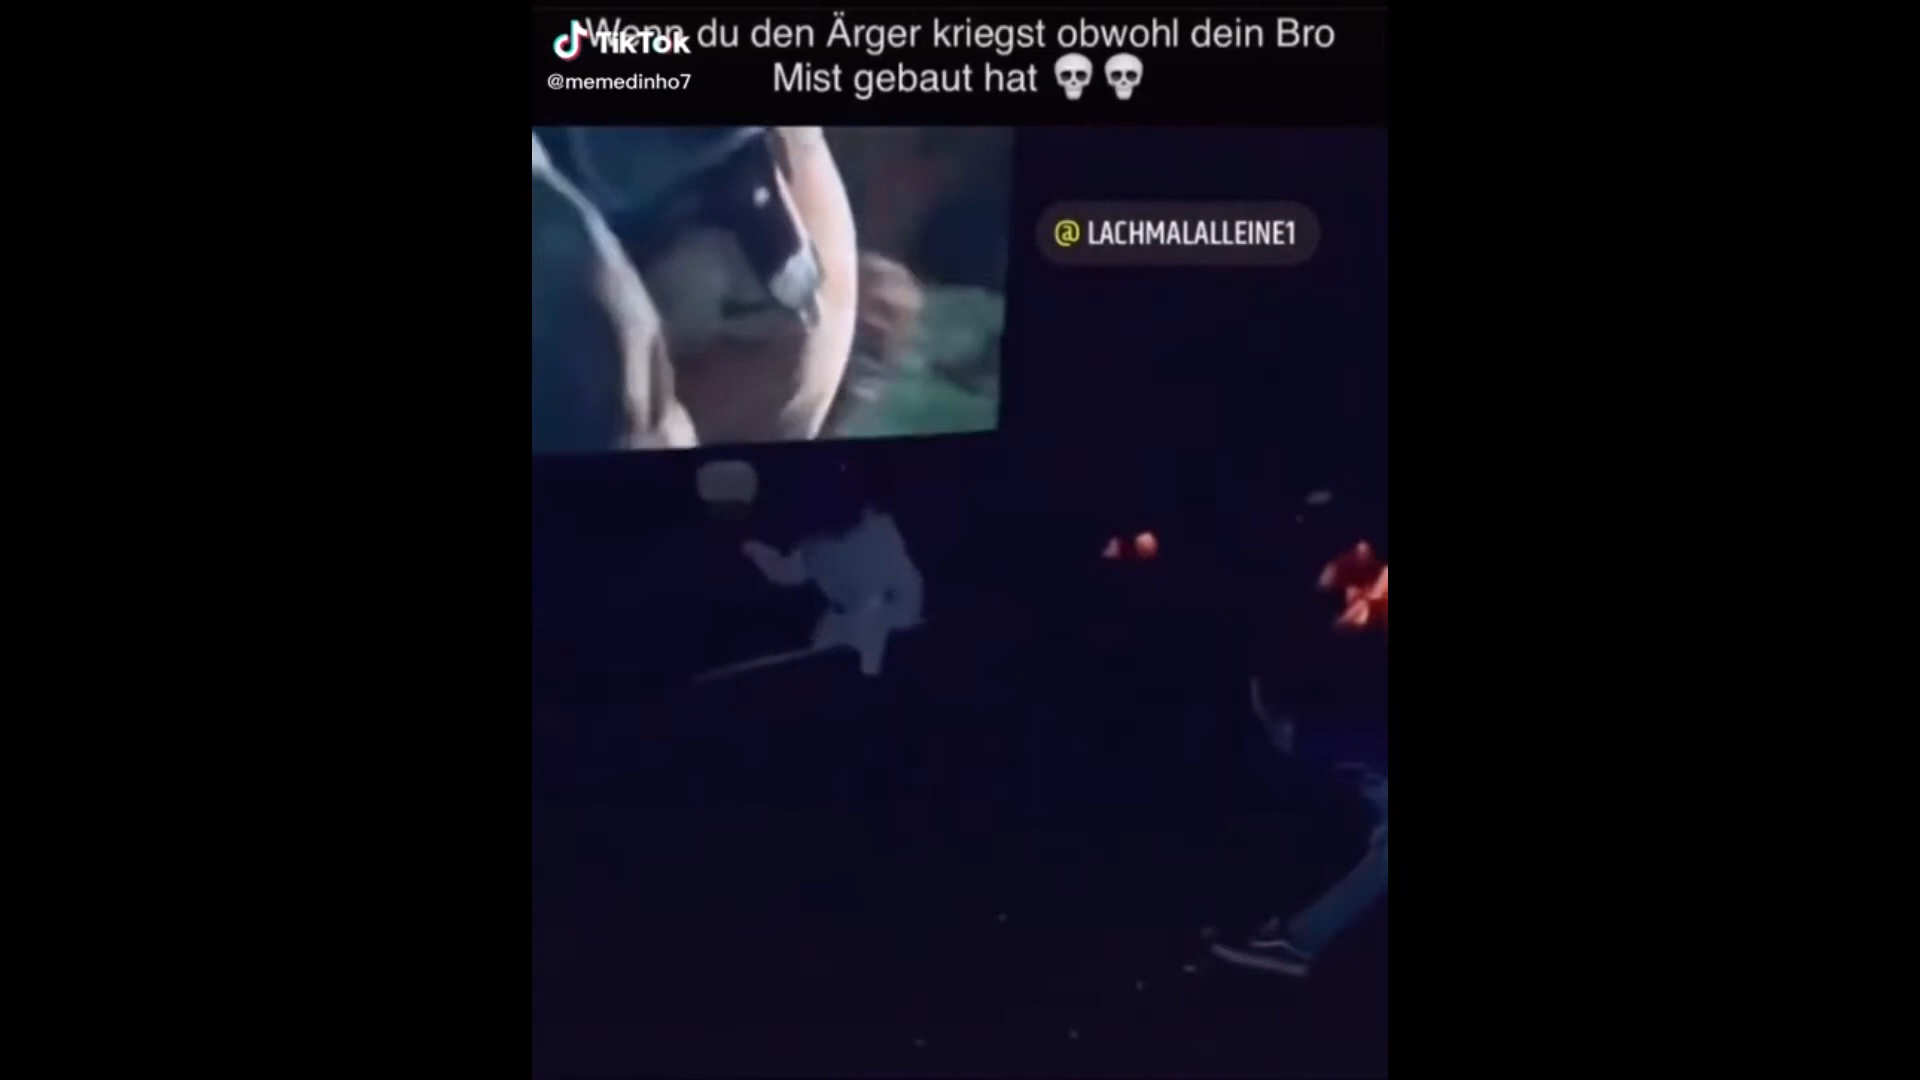 Wenn du den Ärger kriegst obwohl dein Bro
Mist gebaut hat 💀💀
TikTok
@memedinho7
@ LACHMALALLEINE1